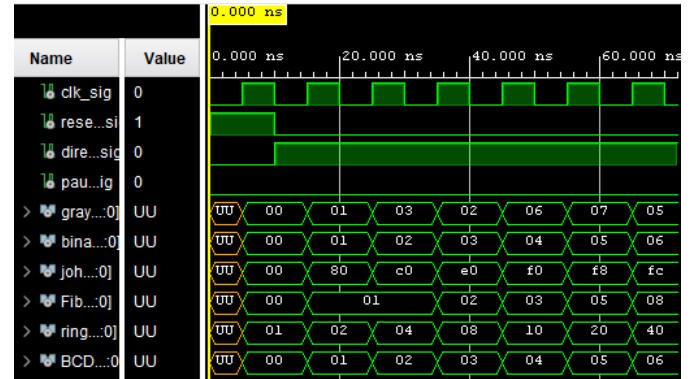 0.000 ns
Name Value 0.000 ns 20.000 ns 40.000 ns 60.000 ns
clk_sig 0
rese...si 1
dire...sig 0
pau...ig 0
> gray...:0] UU UU 00 01 03 02 06 07 05
> bina...:0] UU UU 00 01 02 03 04 05 06
> joh...:0] UU UU 00 80 c0 e0 f0 f8 fc
> Fib...:0] UU UU 00 01 02 03 05 08
> ring...:0] UU UU 01 02 04 08 10 20 40
> BCD...:0 UU UU 00 01 02 03 04 05 06